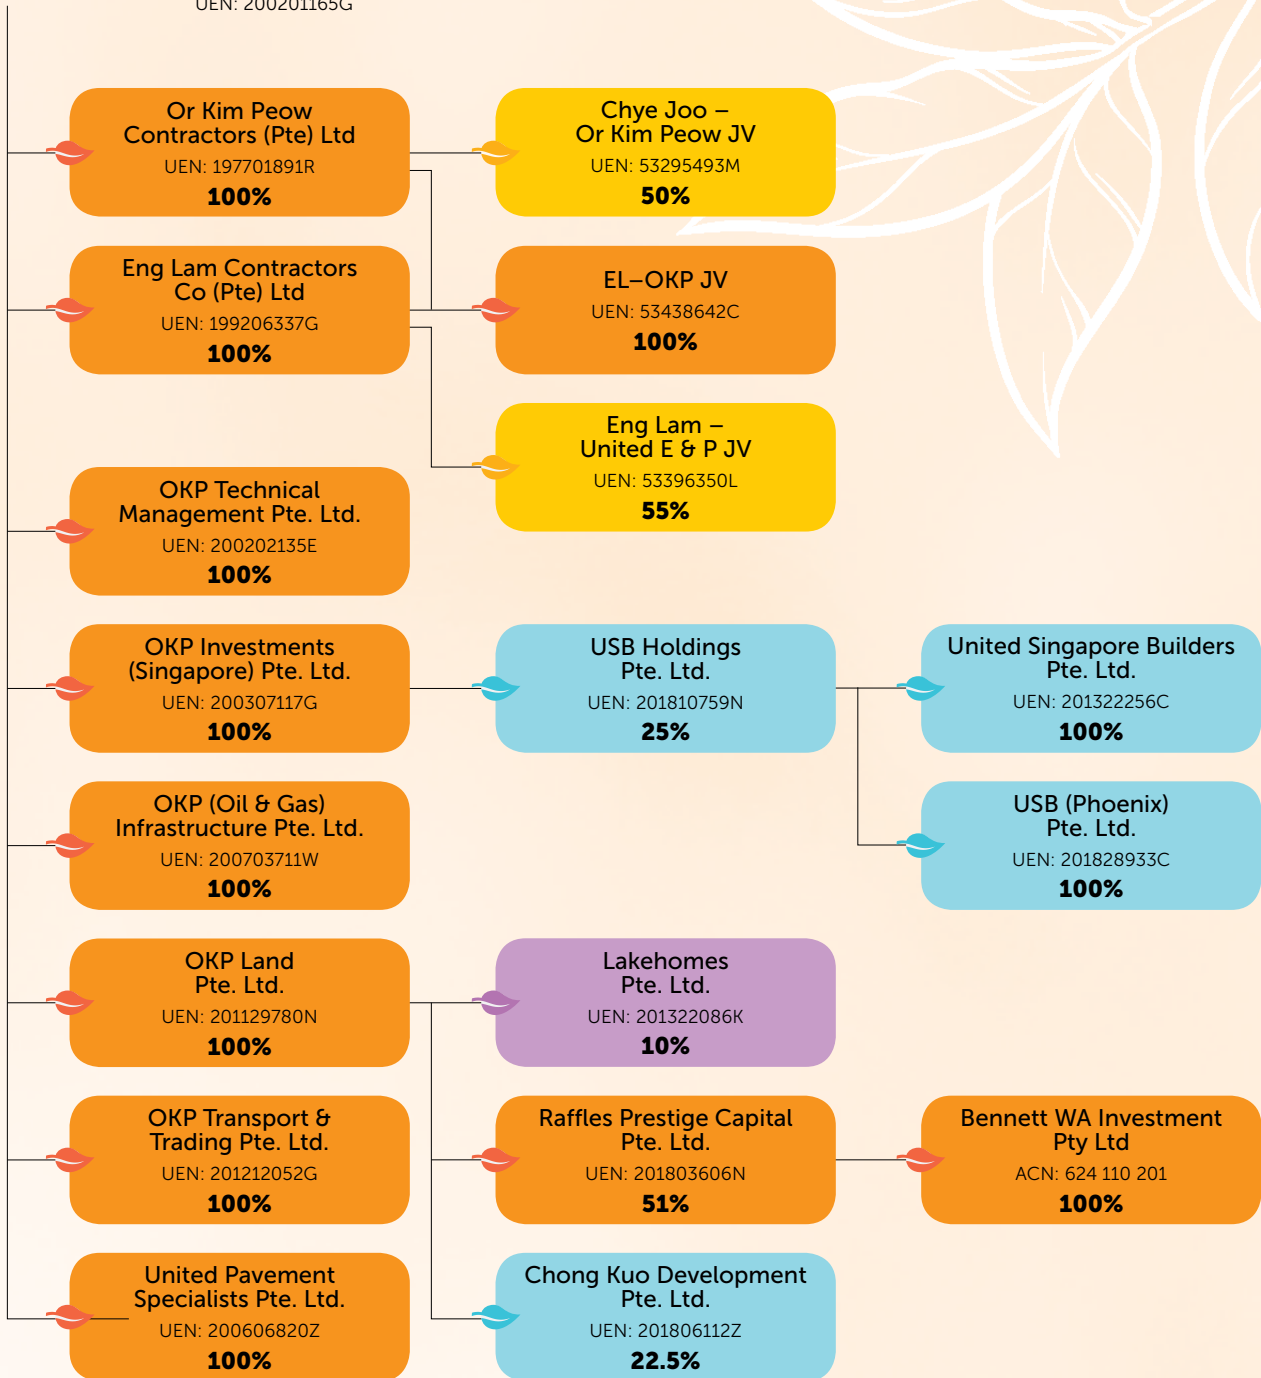 UEN: 200201165G
Or Kim Peow
Contractors (Pte) Ltd
UEN: 197701891R
100%
Chye Joo –
Or Kim Peow JV
UEN: 53295493M
50%
Eng Lam Contractors
Co (Pte) Ltd
UEN: 199206337G
100%
EL–OKP JV
UEN: 53438642C
100%
Eng Lam –
United E & P JV
UEN: 53396350L
55%
OKP Technical
Management Pte. Ltd.
UEN: 200202135E
100%
OKP Investments
(Singapore) Pte. Ltd.
UEN: 200307117G
100%
USB Holdings
Pte. Ltd.
UEN: 201810759N
25%
United Singapore Builders
Pte. Ltd.
UEN: 201322256C
100%
OKP (Oil & Gas)
Infrastructure Pte. Ltd.
UEN: 200703711W
100%
USB (Phoenix)
Pte. Ltd.
UEN: 201828933C
100%
OKP Land
Pte. Ltd.
UEN: 201129780N
100%
Lakehomes
Pte. Ltd.
UEN: 201322086K
10%
OKP Transport &
Trading Pte. Ltd.
UEN: 201212052G
100%
Raffles Prestige Capital
Pte. Ltd.
UEN: 201803606N
51%
Bennett WA Investment
Pty Ltd
ACN: 624 110 201
100%
United Pavement
Specialists Pte. Ltd.
UEN: 200606820Z
100%
Chong Kuo Development
Pte. Ltd.
UEN: 201806112Z
22.5%